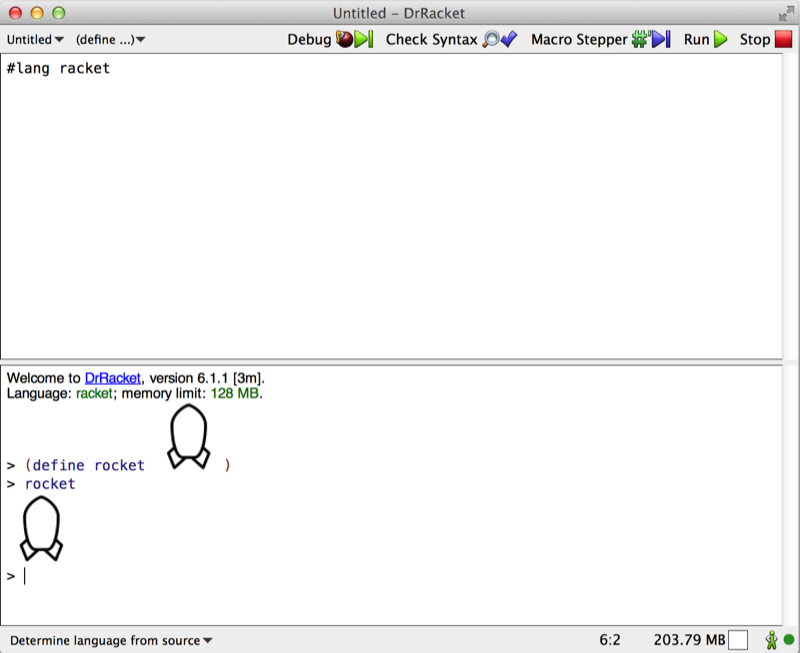 Untitled – DrRacket
Untitled (define ...) Debug Check Syntax Macro Stepper Run Stop
#lang racket
Welcome to DrRacket, version 6.1.1 [3m].
Language: racket; memory limit: 128 MB.
> (define rocket )
> rocket
>
Determine language from source 6:2 203.79 MB